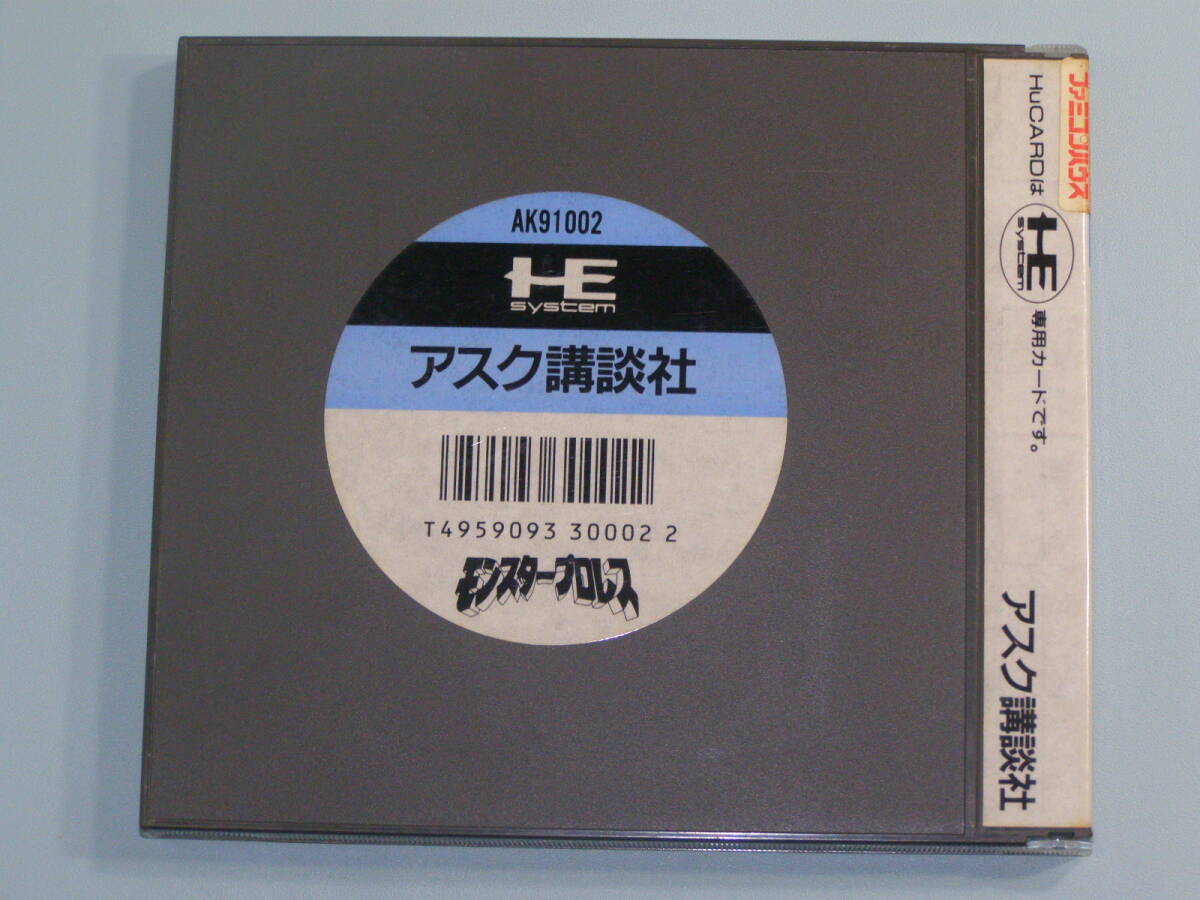 AK91002
HE
system
アスク講談社
T4959093 30002 2
モンスタープロレス
ファミコンハウス
HuCARDは HE system 専用カードです。
アスク講談社